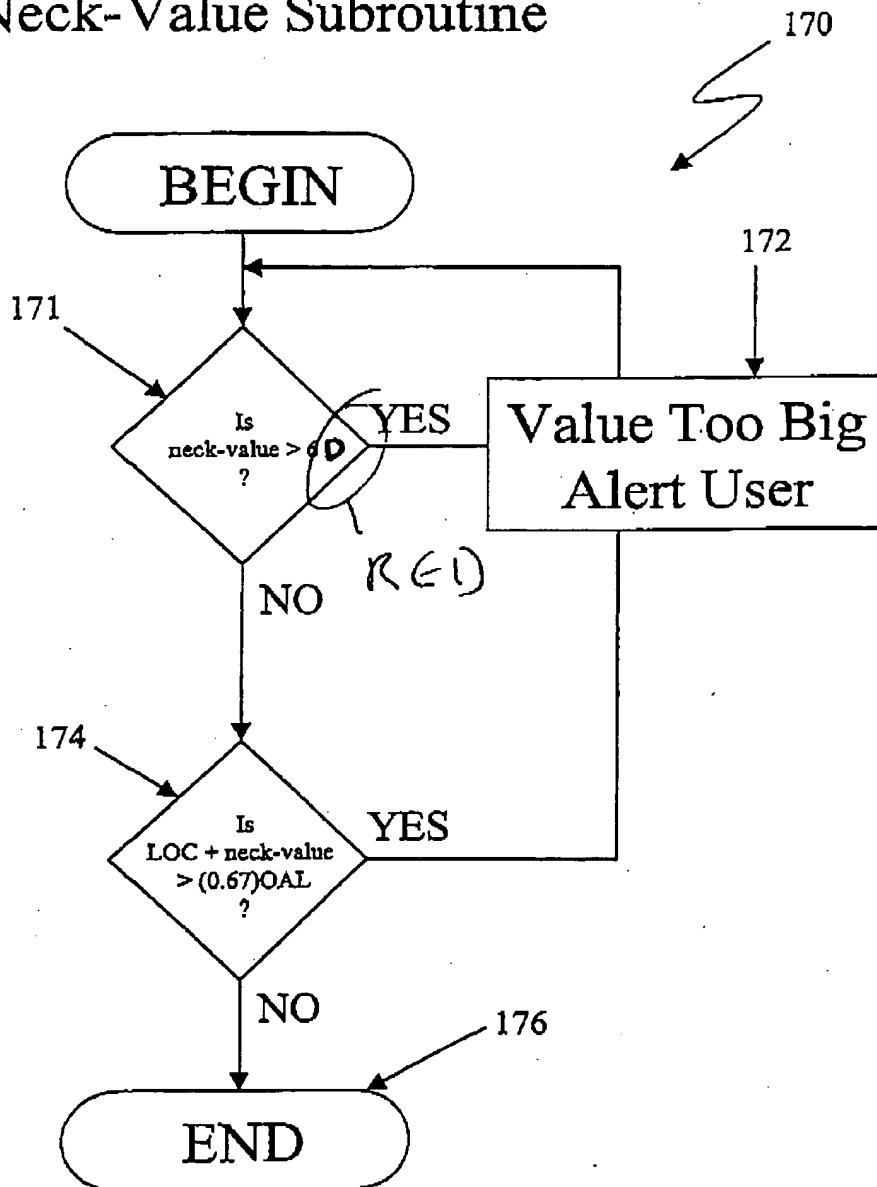 Neck-Value Subroutine
170
BEGIN
172
171
Is
neck-value > 6D
?
YES
Value Too Big
Alert User
RED
NO
174
Is
LOC + neck-value
> (0.67)OAL
?
YES
NO
176
END